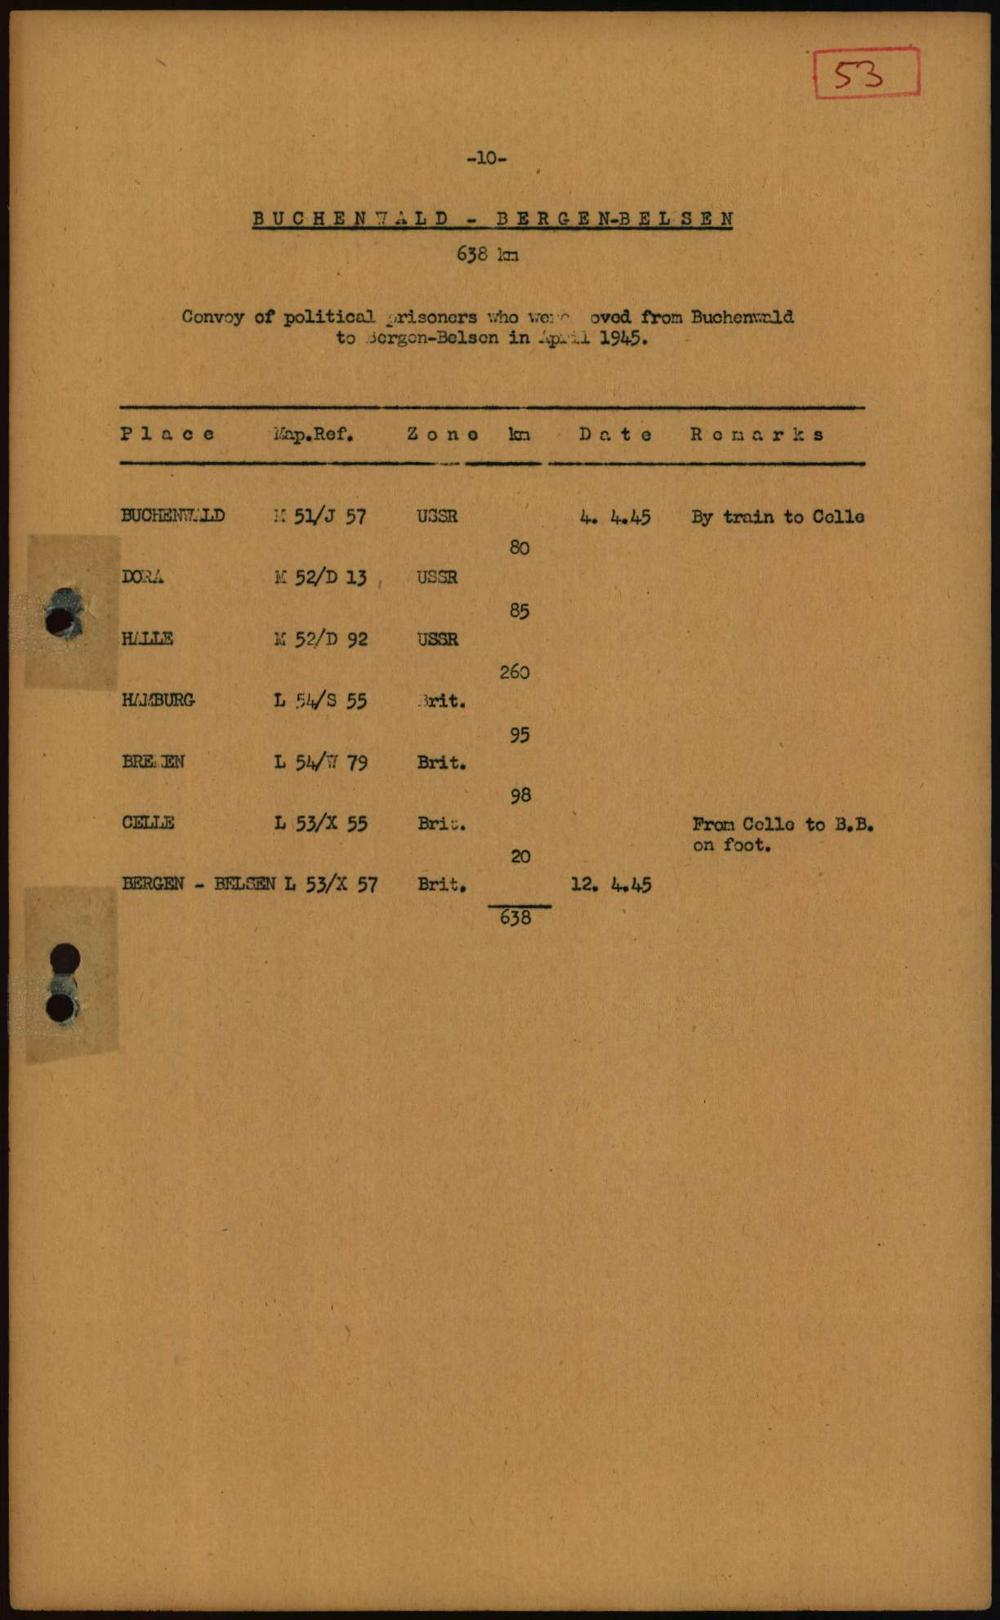 53
-10-
BUCHENWALD - BERGEN-BELSEN
638 km
Convoy of political prisoners who were moved from Buchenwald
to Bergen-Belsen in April 1945.
Place Map.Ref. Zone km Date Remarks
BUCHENWALD M 51/J 57 USSR 4. 4.45 By train to Celle
80
DORA M 52/D 13 USSR
85
HALLE M 52/D 92 USSR
260
HAMBURG L 54/S 55 Brit.
95
BREMEN L 54/W 79 Brit.
98
CELLE L 53/X 55 Brit. From Celle to B.B.
on foot.
20
BERGEN - BELSEN L 53/X 57 Brit. 12. 4.45
638